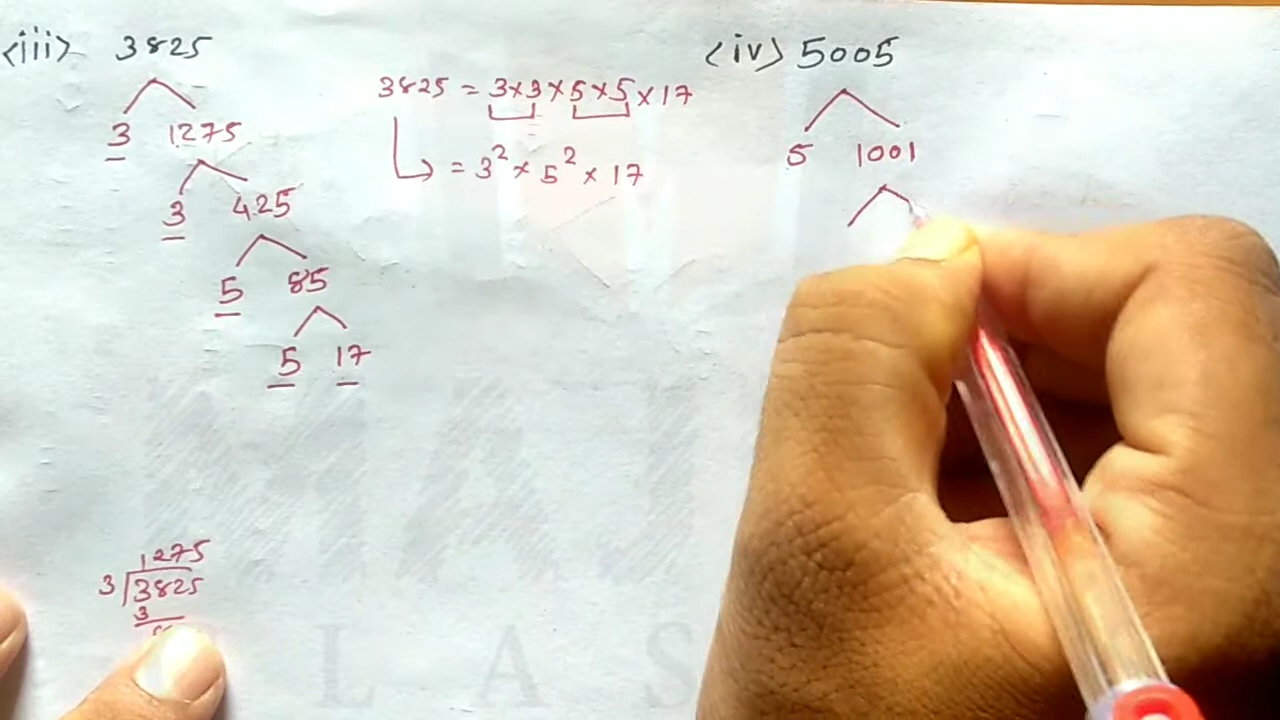 (iii) 3825
3 1275
3 425
5 85
5 17
3825 = 3×3×5×5×17
= 3² × 5² × 17
(iv) 5005
5 1001
1275
3 3825
3
L A S